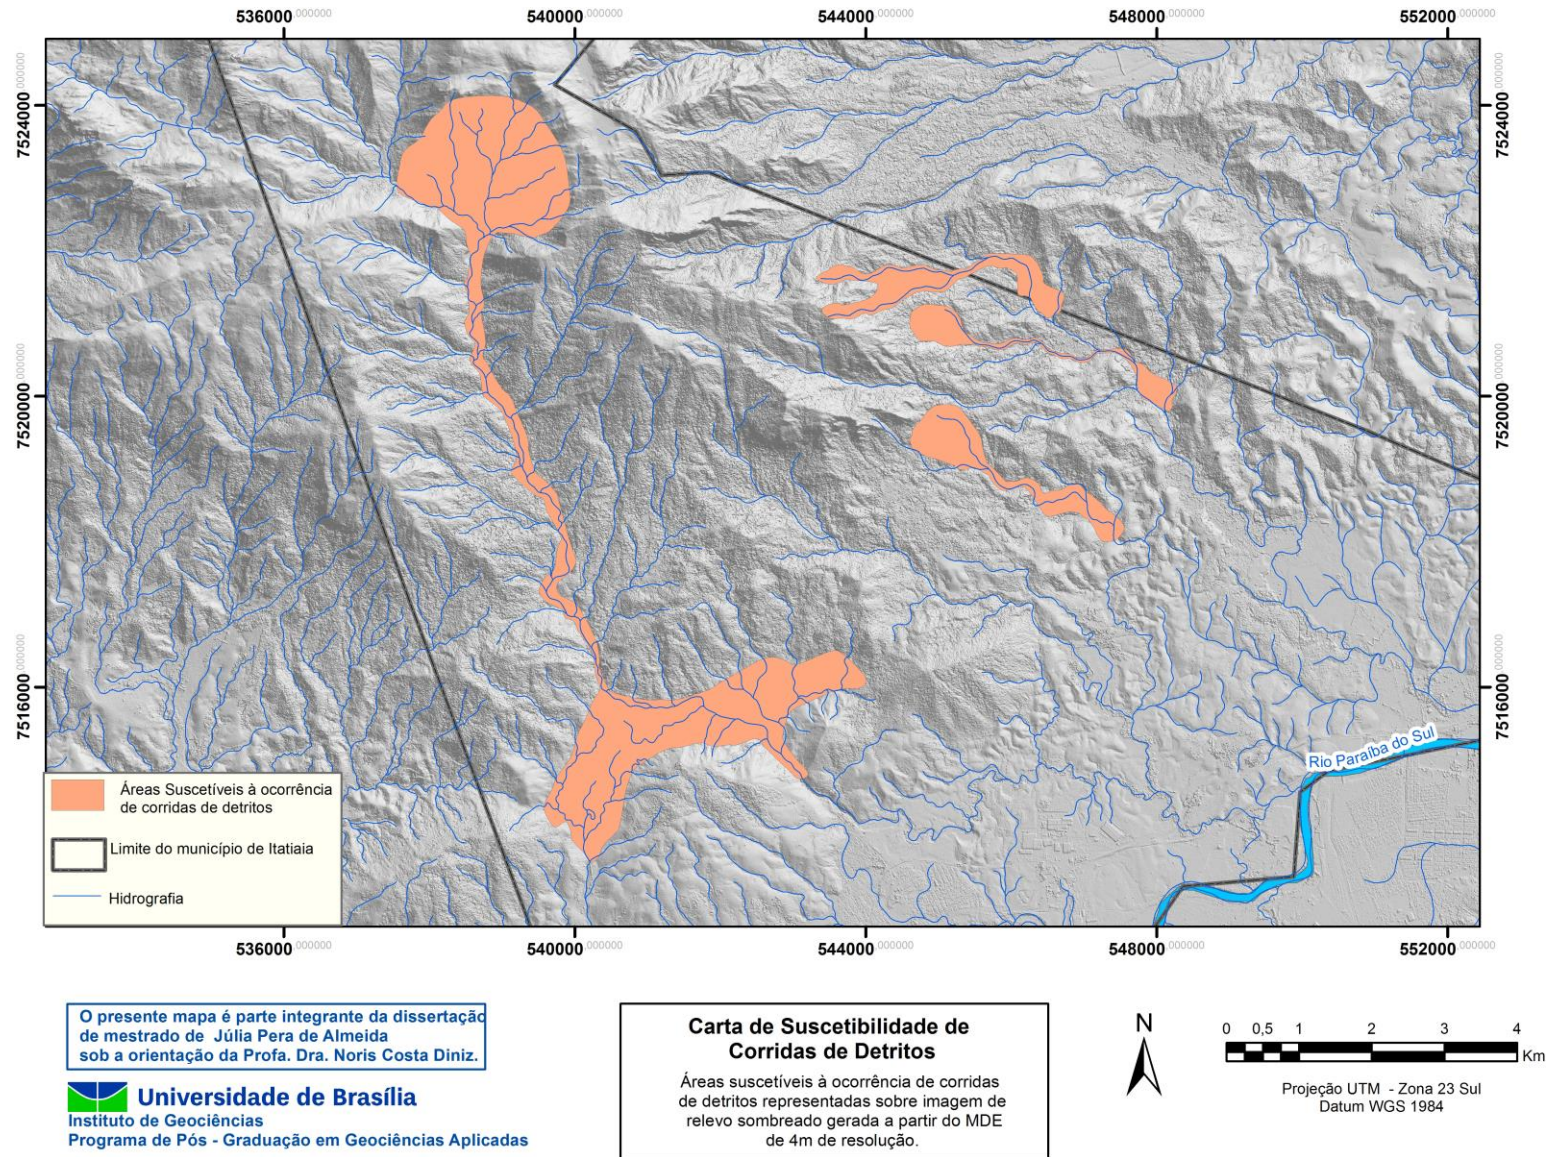 536000,000000
540000,000000
544000,000000
548000,000000
552000,000000
7524000,000000
7524000,000000
7520000,000000
7520000,000000
7516000,000000
7516000,000000
Rio Paraíba do Sul
Áreas Suscetíveis à ocorrência
de corridas de detritos
Limite do município de Itatiaia
Hidrografia
536000,000000
540000,000000
544000,000000
548000,000000
552000,000000
O presente mapa é parte integrante da dissertação
de mestrado de Júlia Pera de Almeida
sob a orientação da Profa. Dra. Noris Costa Diniz.
Universidade de Brasília
Instituto de Geociências
Programa de Pós - Graduação em Geociências Aplicadas
Carta de Suscetibilidade de
Corridas de Detritos
Áreas suscetíveis à ocorrência de corridas
de detritos representadas sobre imagem de
relevo sombreado gerada a partir do MDE
de 4m de resolução.
N
0 0,5 1 2 3 4
Km
Projeção UTM - Zona 23 Sul
Datum WGS 1984